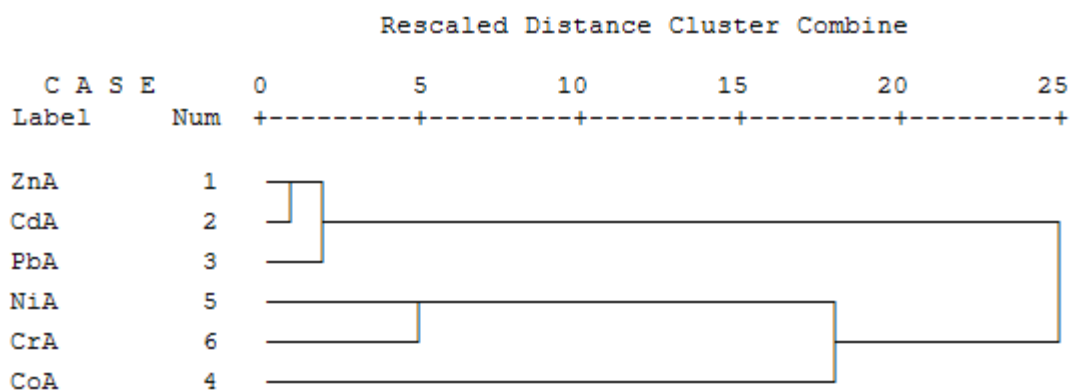 Rescaled Distance Cluster Combine
C A S E 0 5 10 15 20 25
Label Num +---------+---------+---------+---------+---------+
ZnA 1
CdA 2
PbA 3
NiA 5
CrA 6
CoA 4